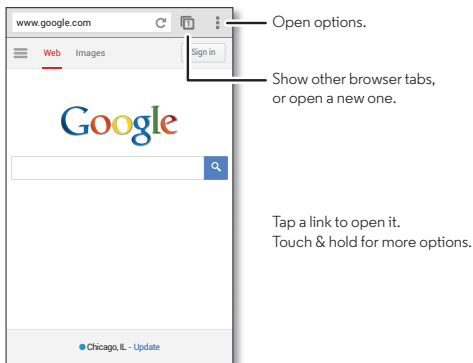 www.google.com
1
Open options.
Web Images Sign in
Show other browser tabs,
or open a new one.
Google
Tap a link to open it.
Touch & hold for more options.
Chicago, IL - Update